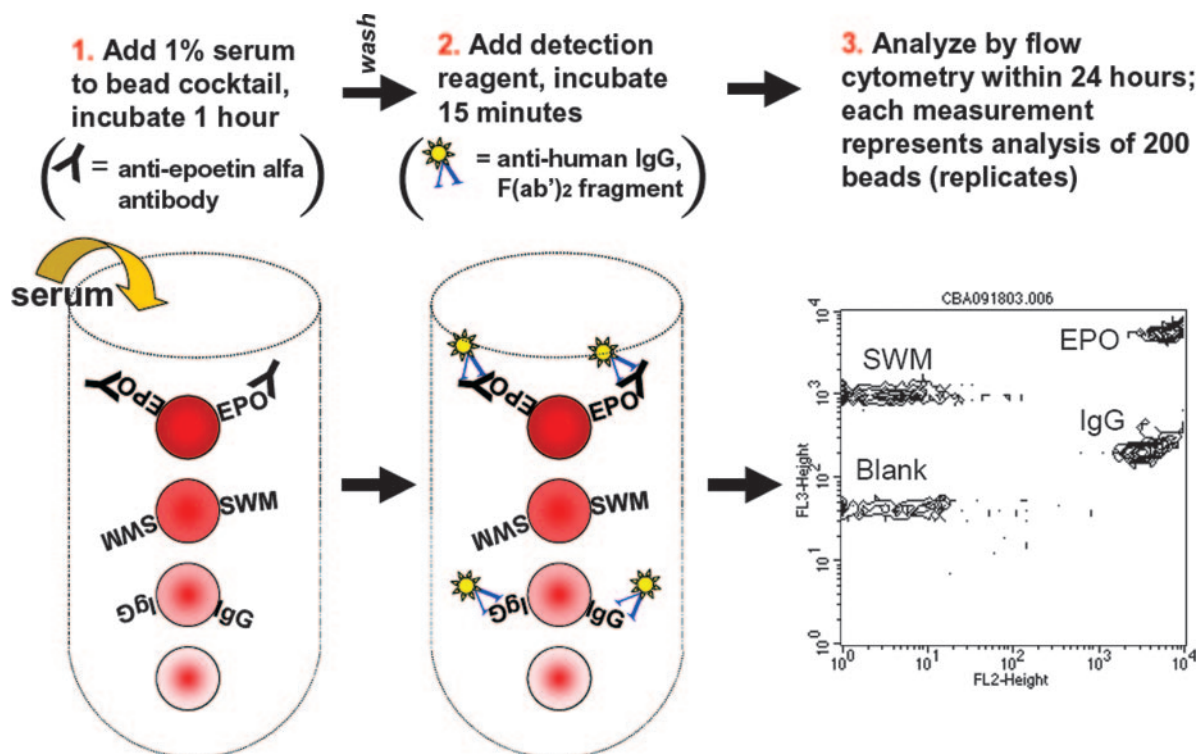 1. Add 1% serum
to bead cocktail,
incubate 1 hour
= anti-epoetin alfa
antibody
wash
2. Add detection
reagent, incubate
15 minutes
= anti-human IgG,
F(ab')2 fragment
3. Analyze by flow
cytometry within 24 hours;
each measurement
represents analysis of 200
beads (replicates)
serum
EPO
EPO
SWM
SWM
IgG
IgG
EPO
EPO
SWM
SWM
IgG
IgG
CBA091803.006
EPO
SWM
IgG
Blank
FL3-Height
10^4
10^3
10^2
10^1
10^0
10^0
10^1
10^2
10^3
10^4
FL2-Height